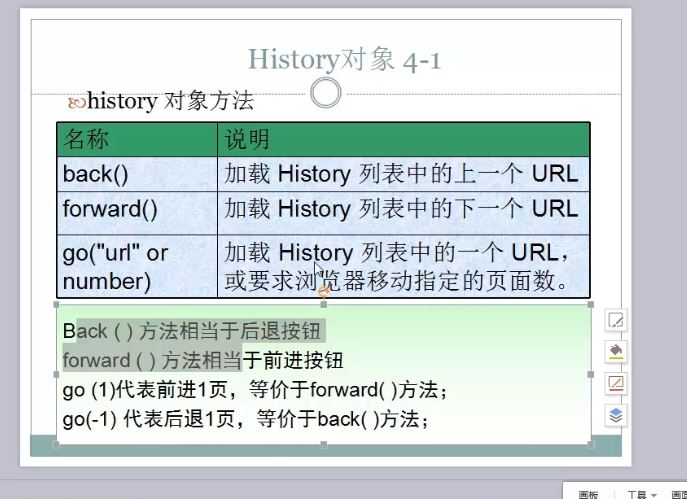 History对象 4-1
history 对象方法
名称 说明
back() 加载 History 列表中的上一个 URL
forward() 加载 History 列表中的下一个 URL
go("url" or 加载 History 列表中的一个 URL，
number) 或要求浏览器移动指定的页面数。
Back ( ) 方法相当于后退按钮
forward ( ) 方法相当于前进按钮
go (1)代表前进1页，等价于forward( )方法；
go(-1) 代表后退1页，等价于back( )方法；
画板 工具 画面